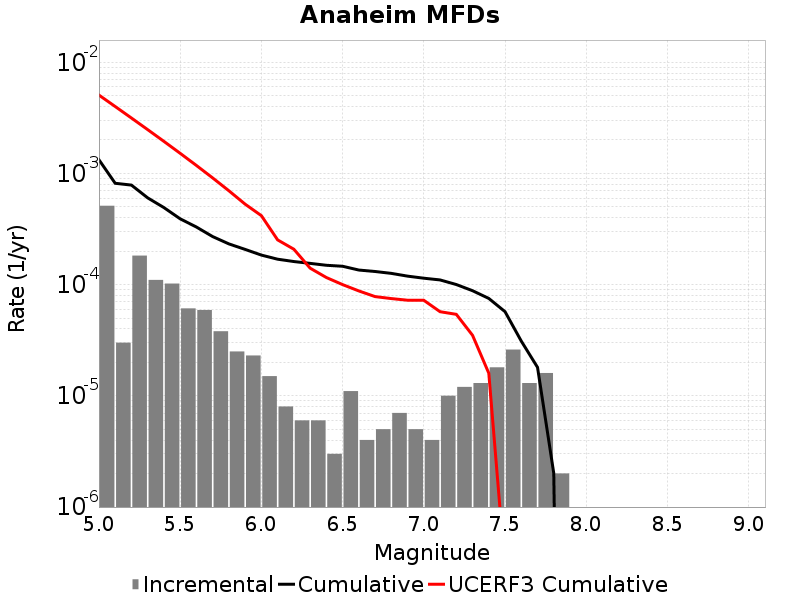 Anaheim MFDs
Rate (1/yr)
10-2
10-3
10-4
10-5
10-6
5.0 5.5 6.0 6.5 7.0 7.5 8.0 8.5 9.0
Magnitude
Incremental Cumulative UCERF3 Cumulative